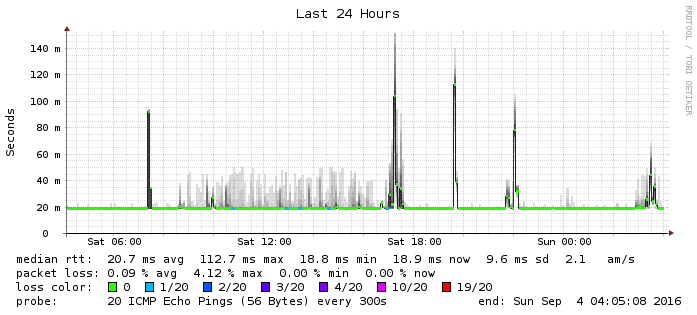 Last 24 Hours
RRDTOOL / TOBI OETIKER
Seconds
140 m
120 m
100 m
80 m
60 m
40 m
20 m
0
Sat 06:00 Sat 12:00 Sat 18:00 Sun 00:00
median rtt: 20.7 ms avg 112.7 ms max 18.8 ms min 18.9 ms now 9.6 ms sd 2.1 am/s
packet loss: 0.09 % avg 4.12 % max 0.00 % min 0.00 % now
loss color: 0 1/20 2/20 3/20 4/20 10/20 19/20
probe: 20 ICMP Echo Pings (56 Bytes) every 300s end: Sun Sep 4 04:05:08 2016